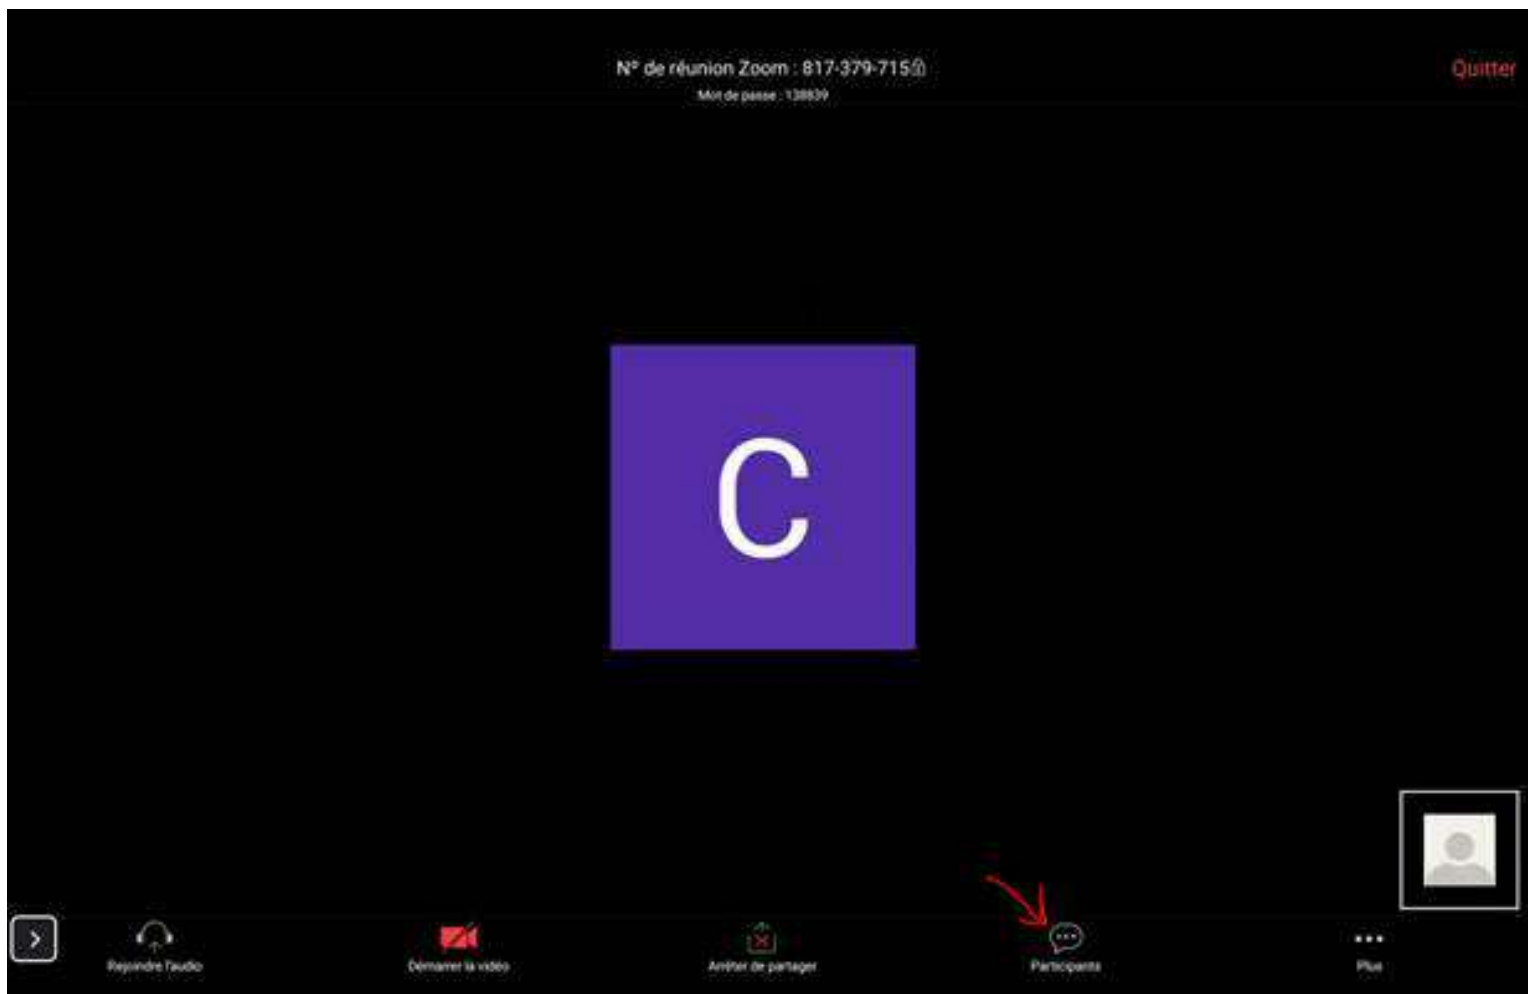 N° de réunion Zoom : 817-379-715
Mot de passe : 138839
Quitter
C
Rejoindre l'audio
Démarrer la vidéo
Arrêter de partager
Participants
Plus